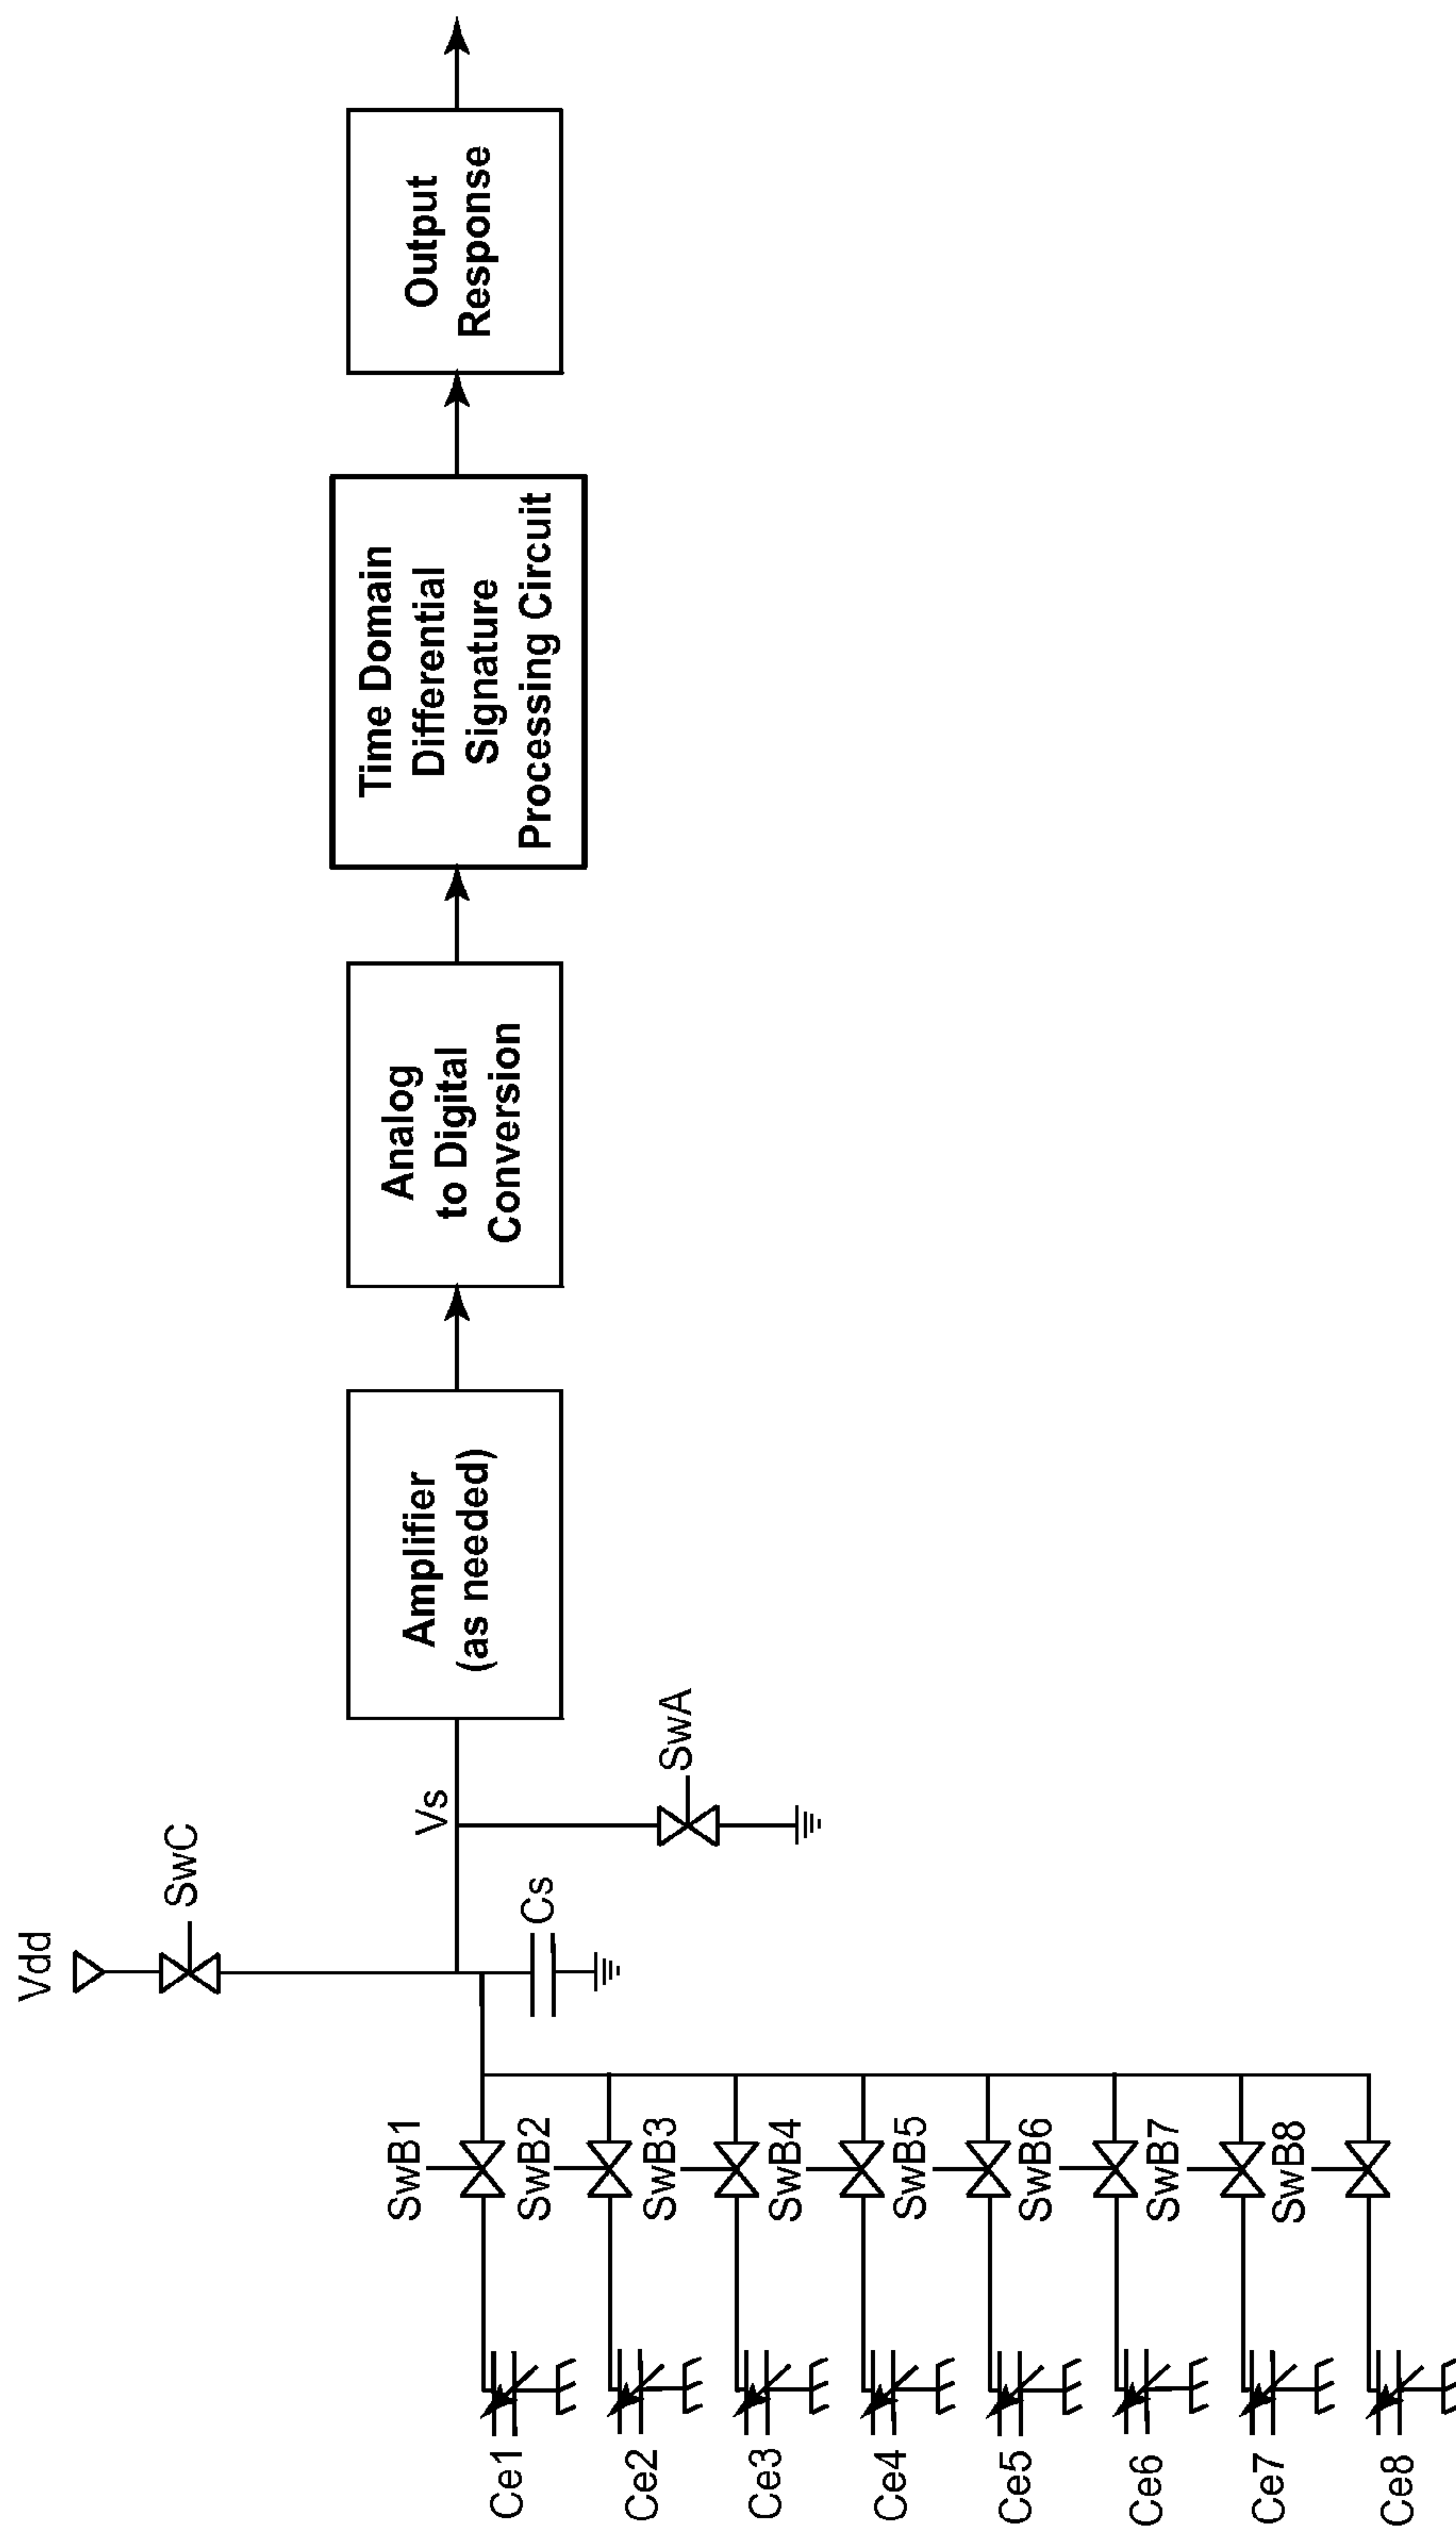 Vdd
SwC
Vs
Cs
SwA
Amplifier
(as needed)
Analog
to Digital
Conversion
Time Domain
Differential
Signature
Processing Circuit
Output
Response
SwB1
SwB2
SwB3
SwB4
SwB5
SwB6
SwB7
SwB8
Ce1
Ce2
Ce3
Ce4
Ce5
Ce6
Ce7
Ce8